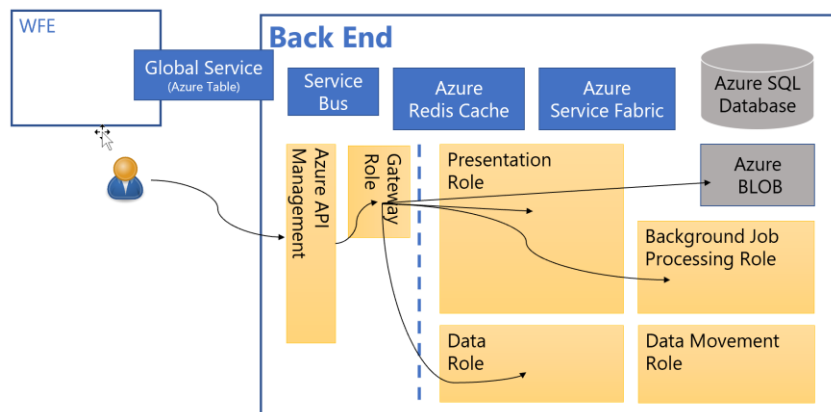 WFE
Back End
Global Service
(Azure Table)
Service
Bus
Azure
Redis Cache
Azure
Service Fabric
Azure SQL
Database
Azure API
Management
Gateway
Role
Presentation
Role
Azure
BLOB
Background Job
Processing Role
Data
Role
Data Movement
Role